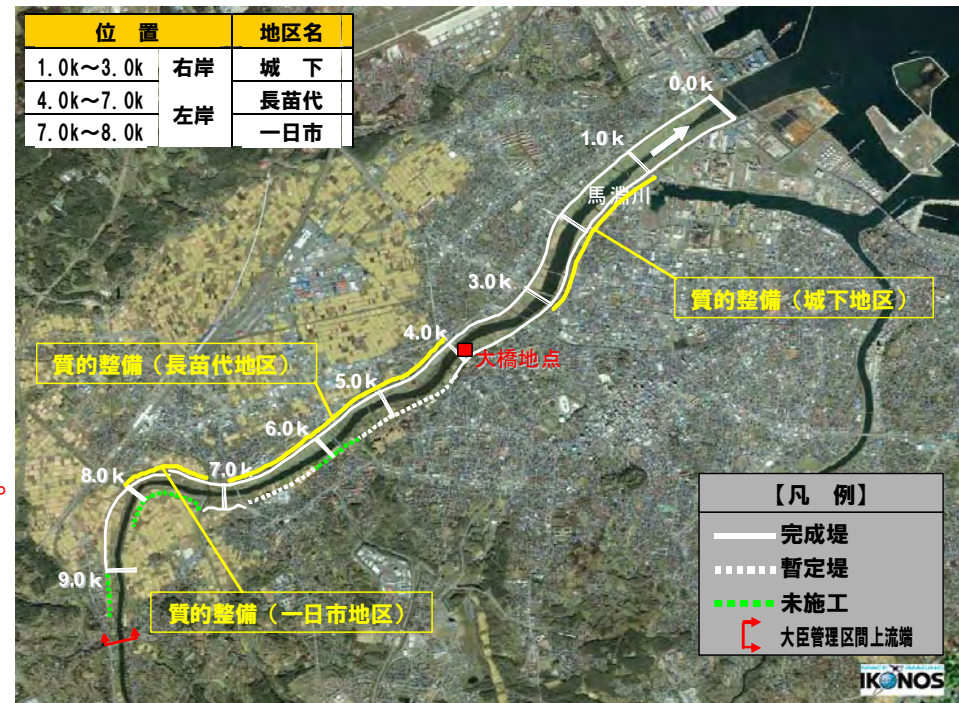 位 置 地区名
1.0k～3.0k 右岸 城 下
4.0k～7.0k 左岸 長苗代
7.0k～8.0k 一日市
0.0k
1.0k
馬淵川
3.0k
質的整備（城下地区）
4.0k
大橋地点
質的整備（長苗代地区）
5.0k
6.0k
7.0k
8.0k
9.0k
質的整備（一日市地区）
【凡 例】
完成堤
暫定堤
未施工
大臣管理区間上流端
SPACE IMAGING
IKONOS